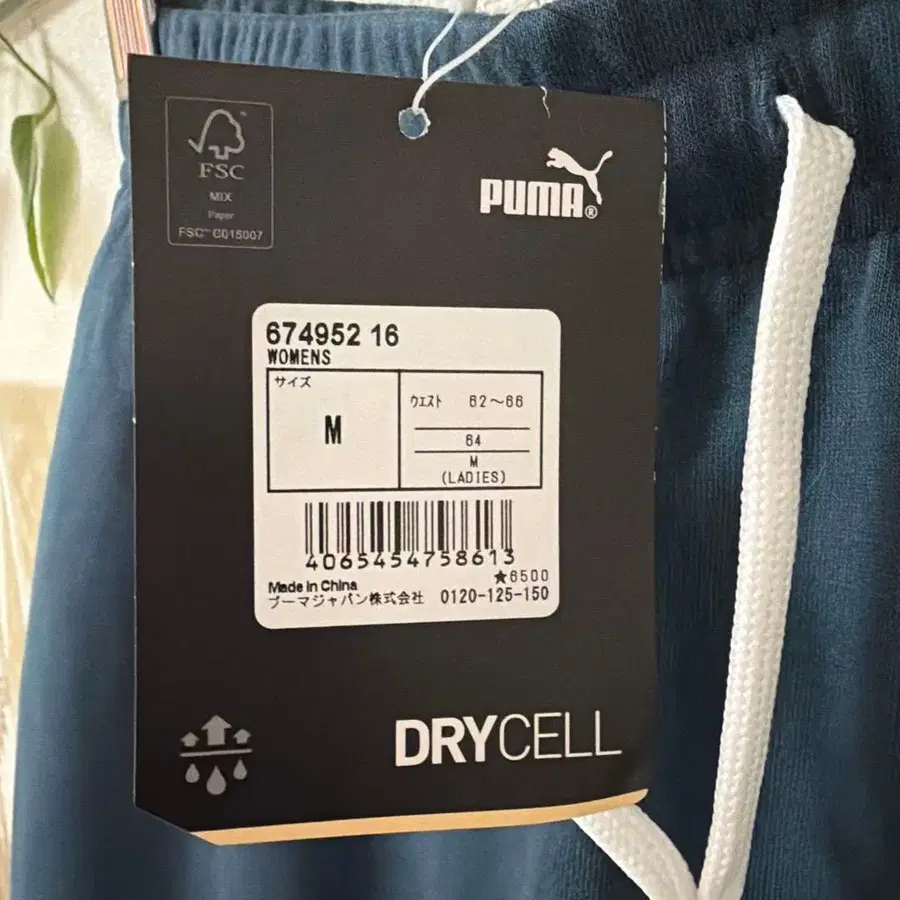 FSC
MIX
Paper
FSC™ C015007
PUMA®
674952 16
WOMENS
サイズ
M
ウエスト 62～66
64
M
(LADIES)
4065454758613
★6500
Made in China
プーマジャパン株式会社 0120-125-150
DRYCELL